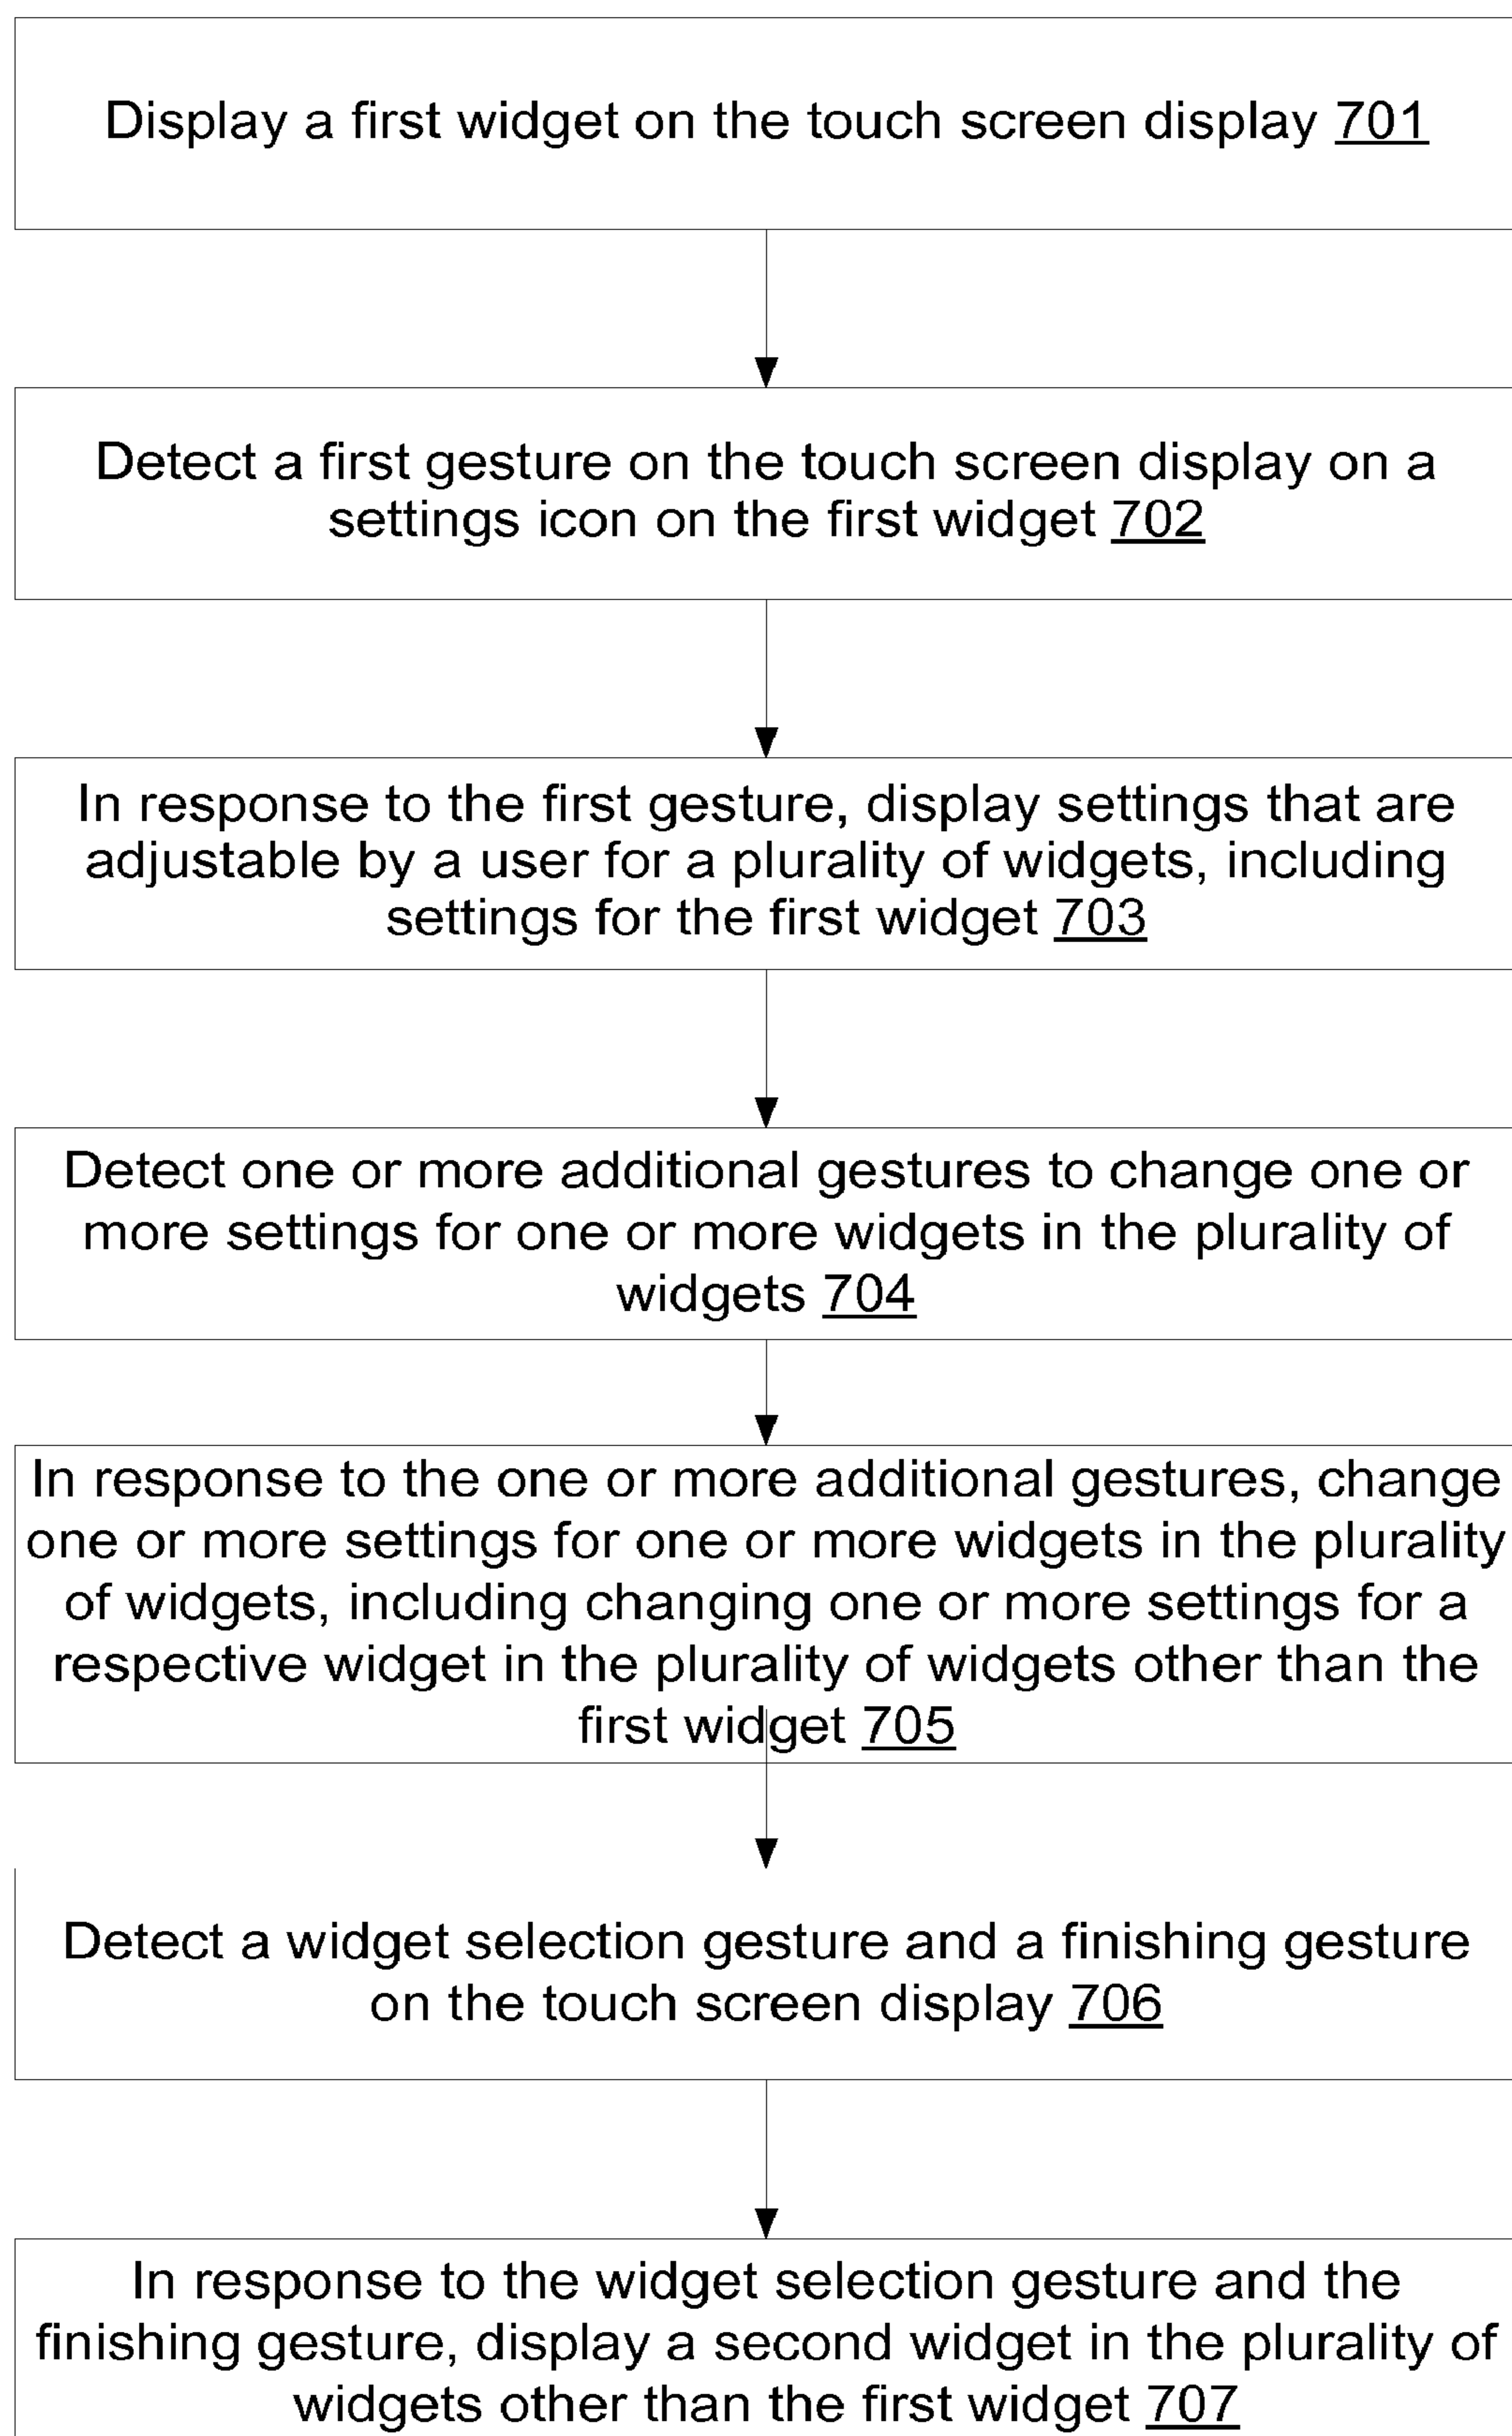 Display a first widget on the touch screen display 701
Detect a first gesture on the touch screen display on a
settings icon on the first widget 702
In response to the first gesture, display settings that are
adjustable by a user for a plurality of widgets, including
settings for the first widget 703
Detect one or more additional gestures to change one or
more settings for one or more widgets in the plurality of
widgets 704
In response to the one or more additional gestures, change
one or more settings for one or more widgets in the plurality
of widgets, including changing one or more settings for a
respective widget in the plurality of widgets other than the
first widget 705
Detect a widget selection gesture and a finishing gesture
on the touch screen display 706
In response to the widget selection gesture and the
finishing gesture, display a second widget in the plurality of
widgets other than the first widget 707